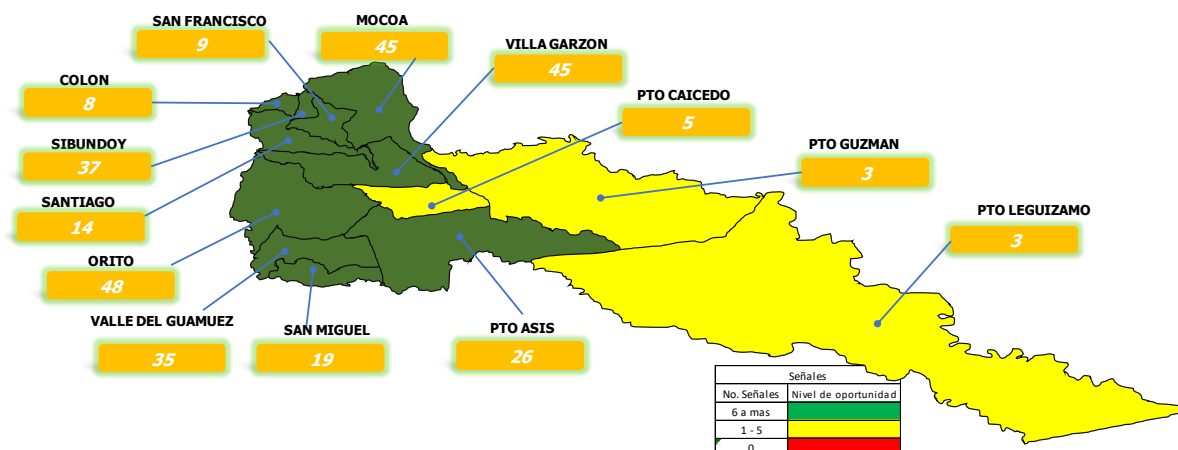 SAN FRANCISCO
9
MOCOA
45
VILLA GARZON
45
COLON
8
PTO CAICEDO
5
SIBUNDOY
37
PTO GUZMAN
3
SANTIAGO
14
PTO LEGUIZAMO
3
ORITO
48
VALLE DEL GUAMUEZ
35
SAN MIGUEL
19
PTO ASIS
26
Señales
No. Señales Nivel de oportunidad
6 a mas
1 - 5
0